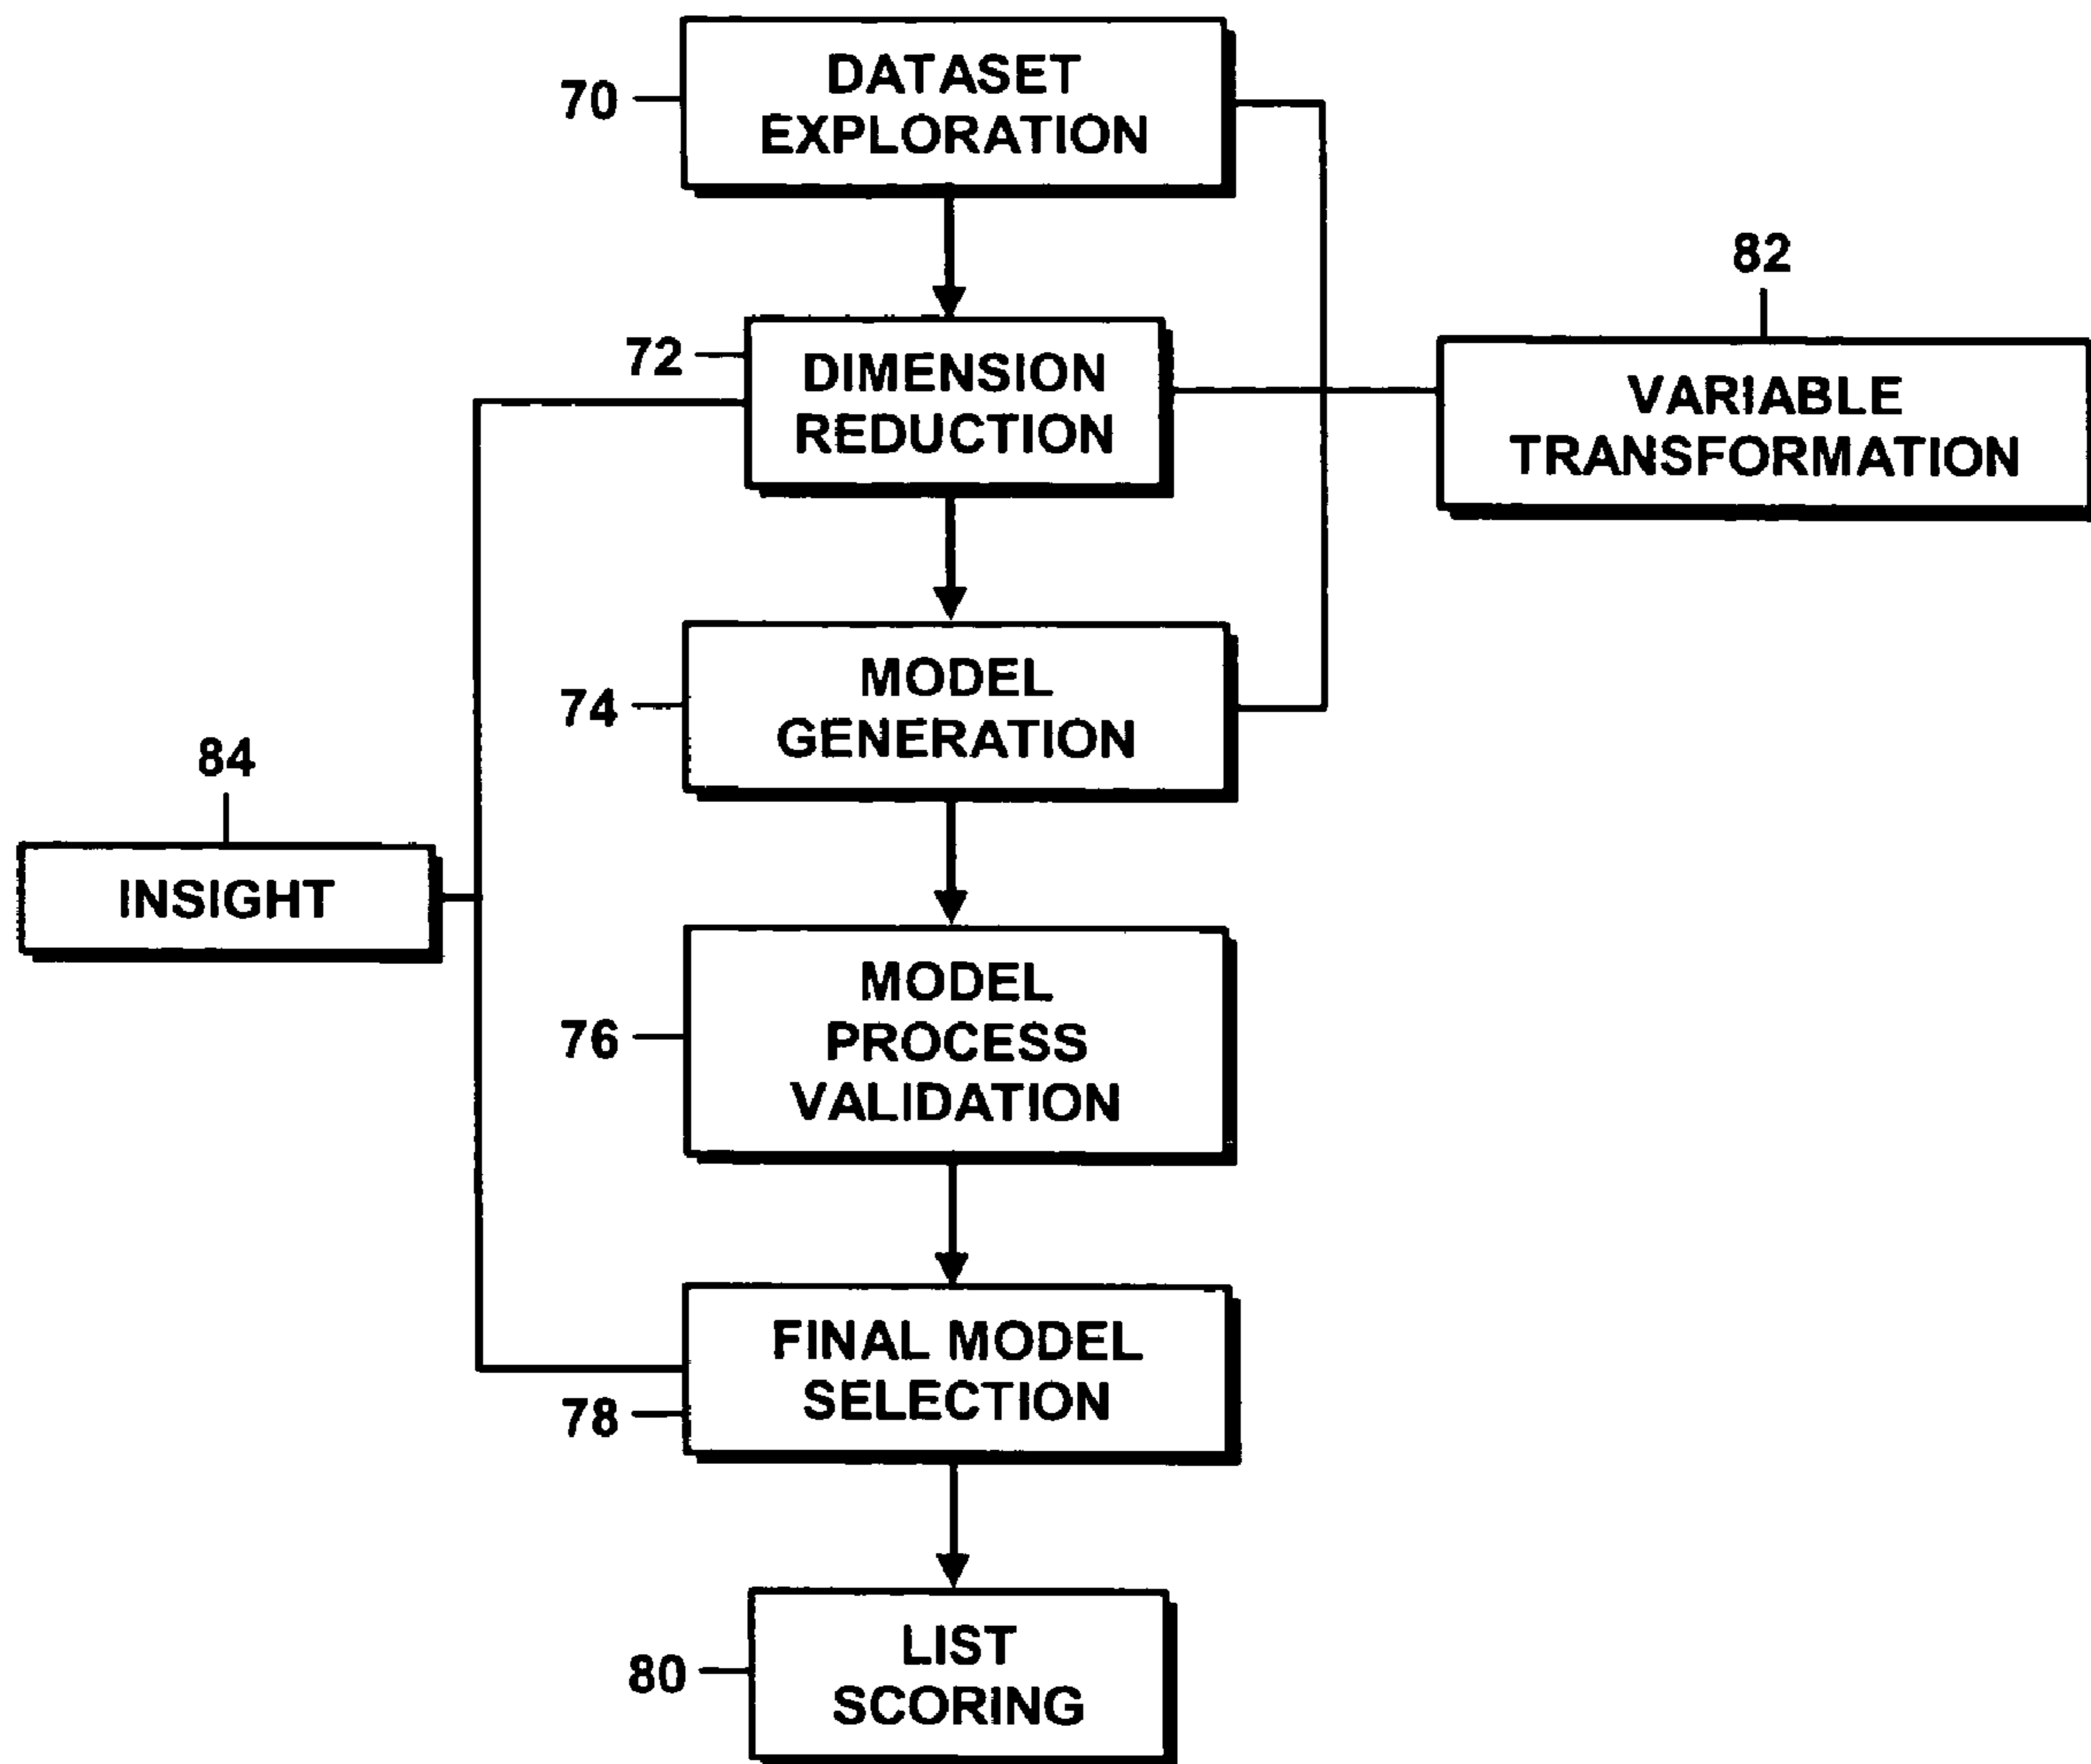 70
DATASET
EXPLORATION
82
72
DIMENSION
REDUCTION
VARIABLE
TRANSFORMATION
74
MODEL
GENERATION
84
INSIGHT
76
MODEL
PROCESS
VALIDATION
FINAL MODEL
SELECTION
78
80
LIST
SCORING